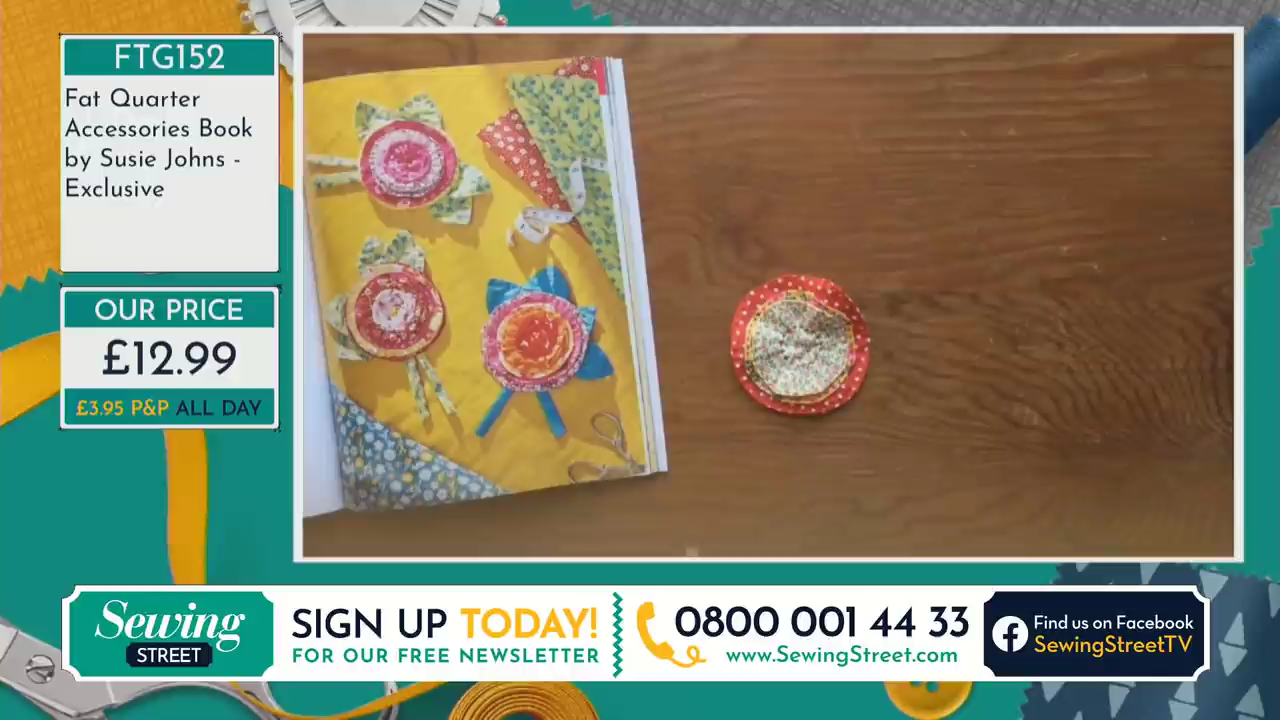 FTG152
Fat Quarter
Accessories Book
by Susie Johns -
Exclusive
OUR PRICE
£12.99
£3.95 P&P ALL DAY
Sewing
STREET
SIGN UP TODAY!
FOR OUR FREE NEWSLETTER
0800 001 44 33
www.SewingStreet.com
Find us on Facebook
SewingStreetTV